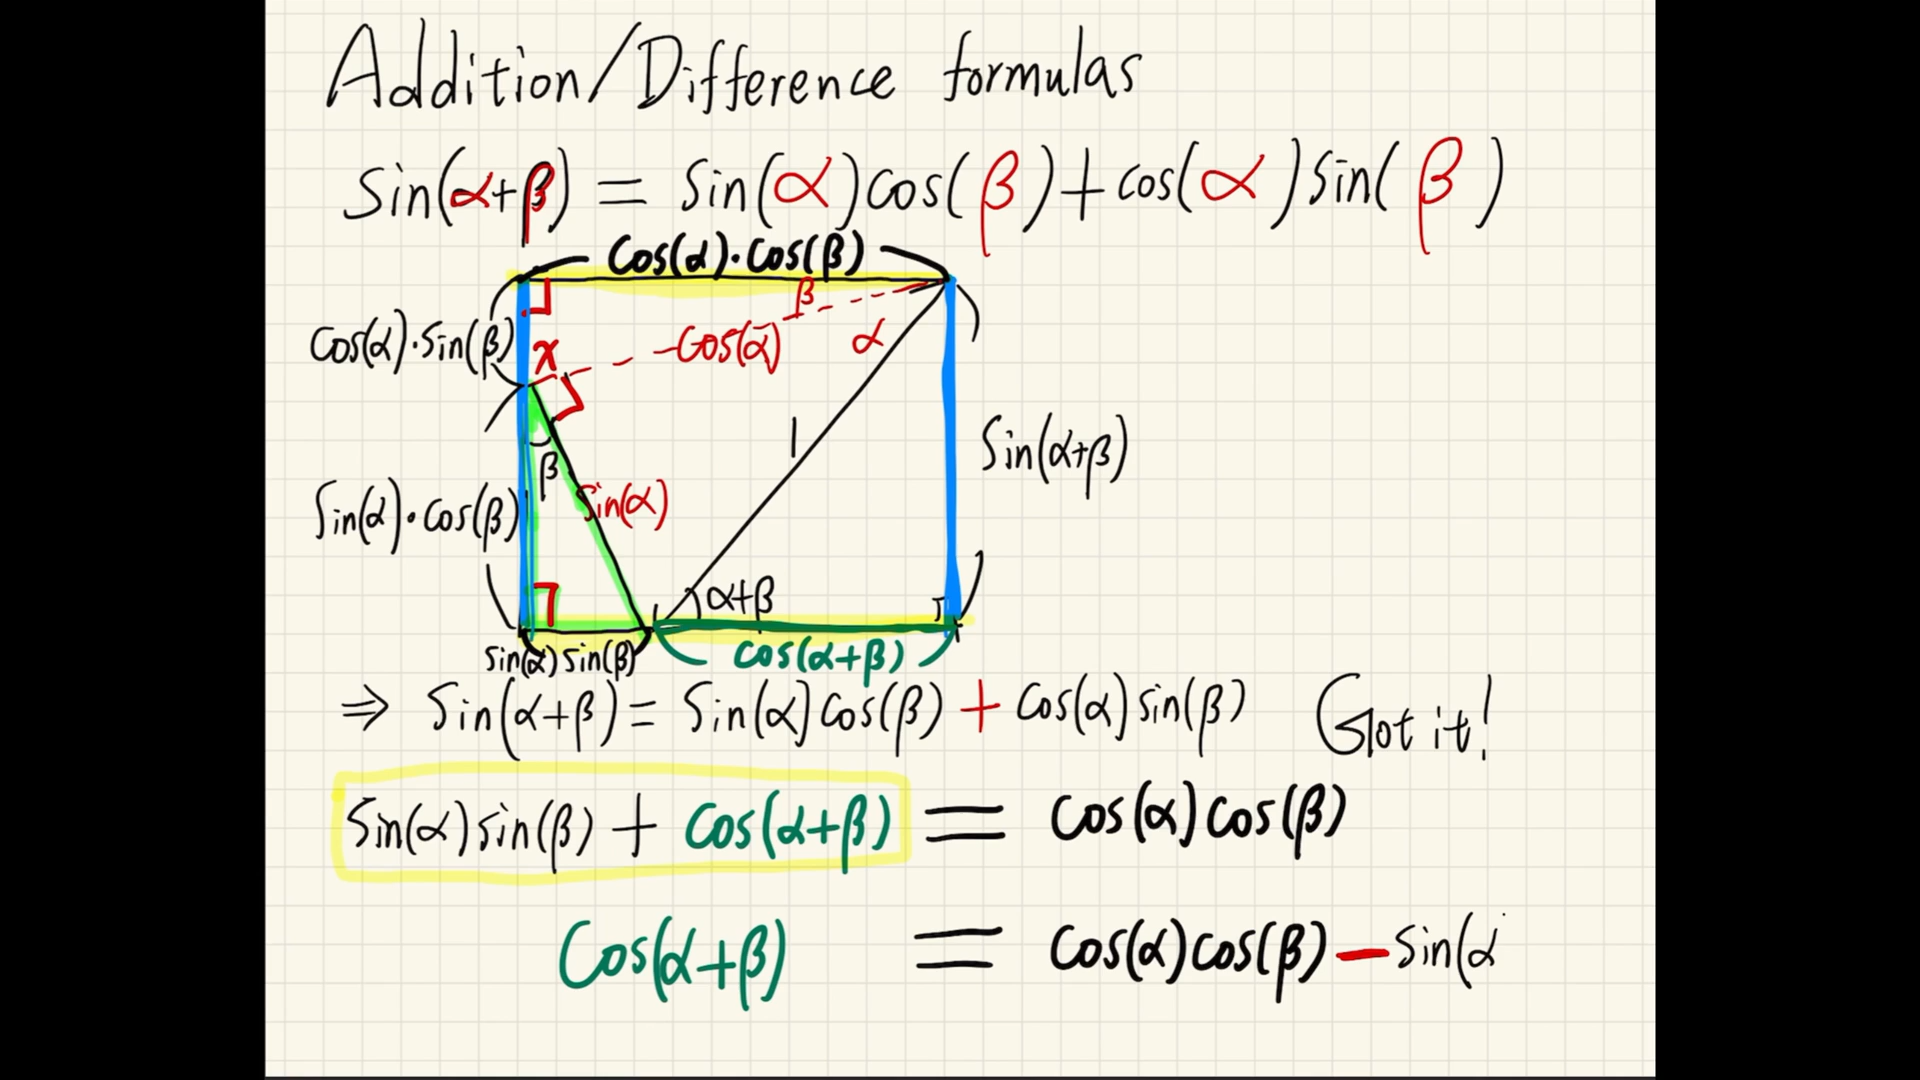 Addition/Difference formulas
Sin(α+β) = Sin(α)cos(β)+cos(α)Sin(β)
Cos(α)·Cos(β)
β
Cos(α)·Sin(β)
x
Cos(α)
α
1
Sin(α+β)
β
Sin(α)
Sin(α)·cos(β)
α+β
Sin(α)sin(β)
cos(α+β)
⇒ Sin(α+β) = Sin(α)cos(β) + Cos(α)sin(β) Got it!
Sin(α)sin(β) + Cos(α+β) = Cos(α)cos(β)
Cos(α+β) = Cos(α)cos(β) - Sin(α